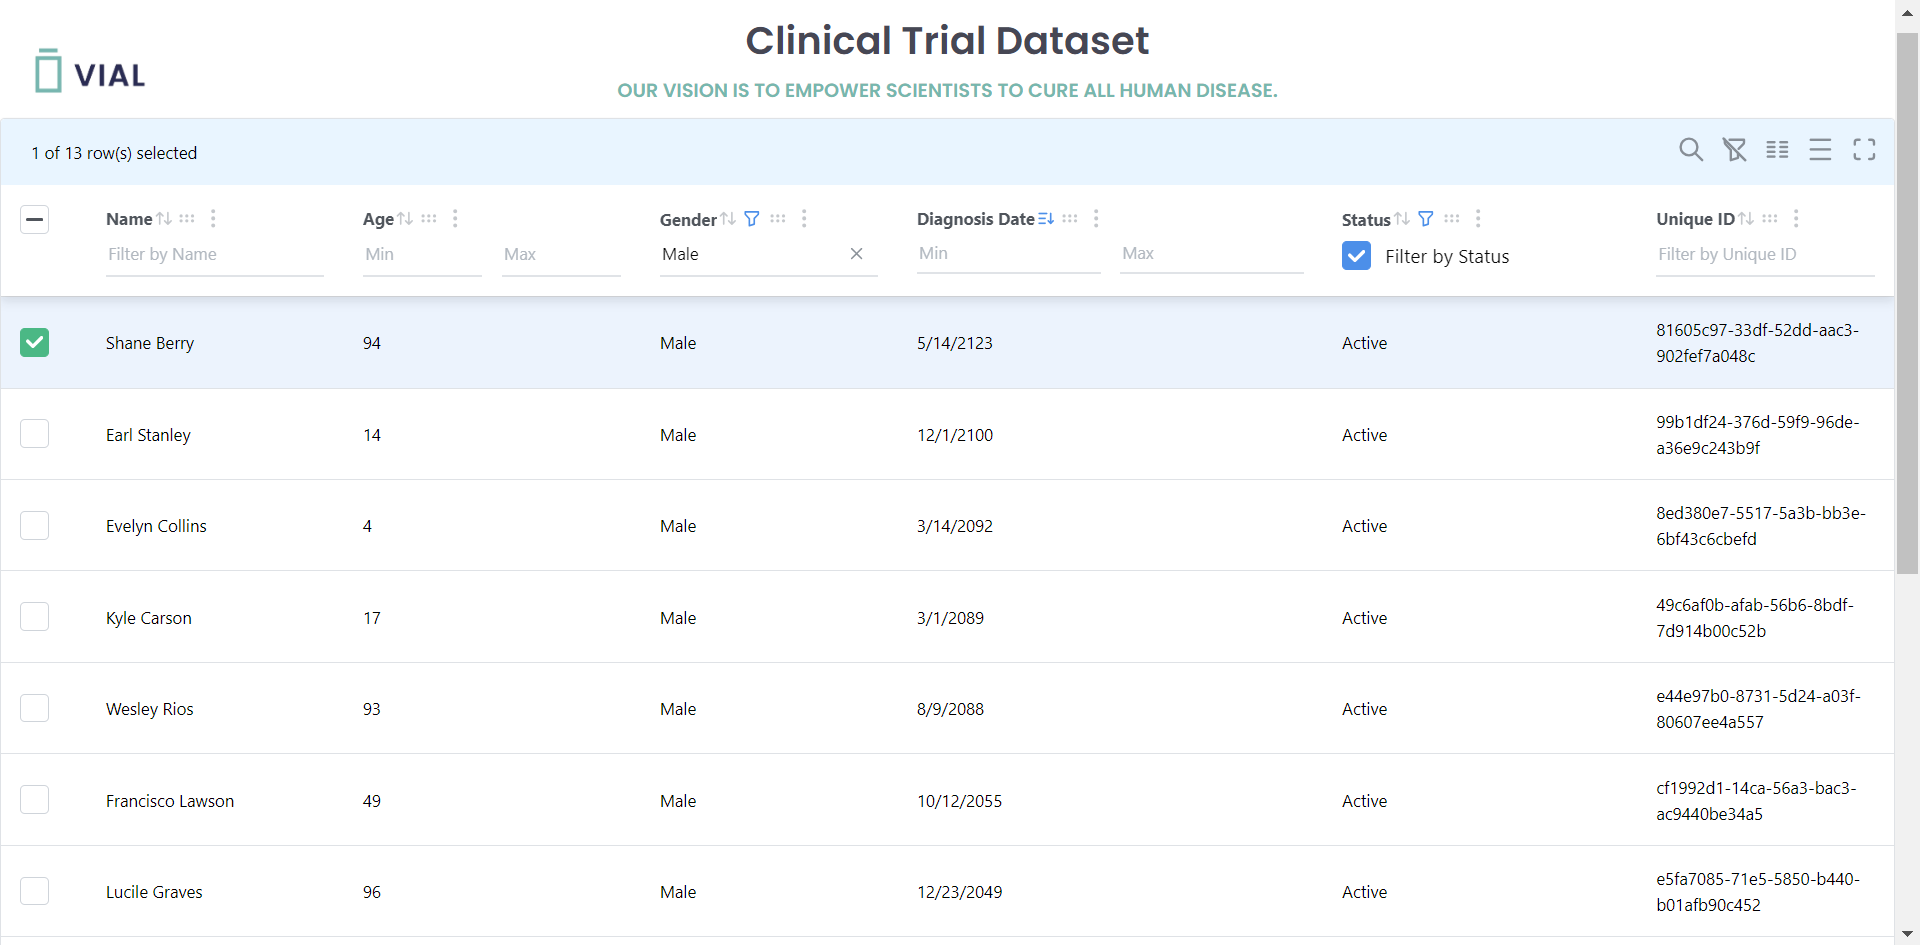 Clinical Trial Dataset
VIAL
OUR VISION IS TO EMPOWER SCIENTISTS TO CURE ALL HUMAN DISEASE.
1 of 13 row(s) selected
Name Age Gender Diagnosis Date Status Unique ID
Filter by Name Min Max Male Min Max Filter by Status Filter by Unique ID
Shane Berry 94 Male 5/14/2123 Active 81605c97-33df-52dd-aac3-
902fef7a048c
Earl Stanley 14 Male 12/1/2100 Active 99b1df24-376d-59f9-96de-
a36e9c243b9f
Evelyn Collins 4 Male 3/14/2092 Active 8ed380e7-5517-5a3b-bb3e-
6bf43c6cbefd
Kyle Carson 17 Male 3/1/2089 Active 49c6af0b-afab-56b6-8bdf-
7d914b00c52b
Wesley Rios 93 Male 8/9/2088 Active e44e97b0-8731-5d24-a03f-
80607ee4a557
Francisco Lawson 49 Male 10/12/2055 Active cf1992d1-14ca-56a3-bac3-
ac9440be34a5
Lucile Graves 96 Male 12/23/2049 Active e5fa7085-71e5-5850-b440-
b01afb90c452